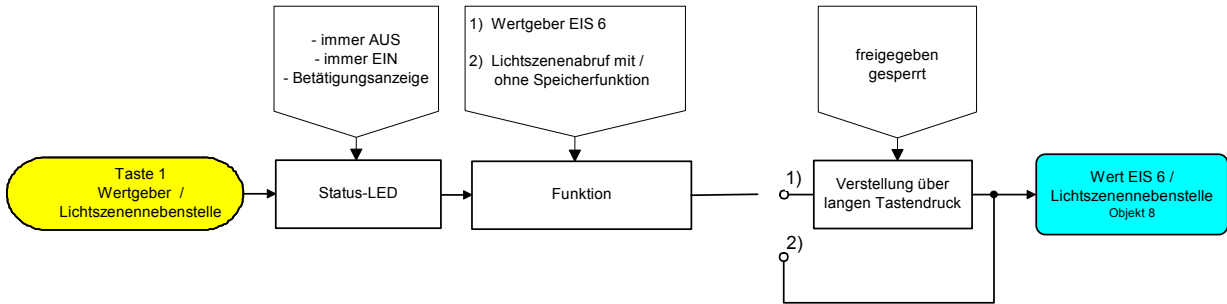 - immer AUS
- immer EIN
- Betätigungsanzeige
1) Wertgeber EIS 6
2) Lichtszenenabruf mit /
ohne Speicherfunktion
freigegeben
gesperrt
Taste 1
Wertgeber /
Lichtszenennebenstelle
Status-LED
Funktion
1)
2)
Verstellung über
langen Tastendruck
Wert EIS 6 /
Lichtszenennebenstelle
Objekt 8